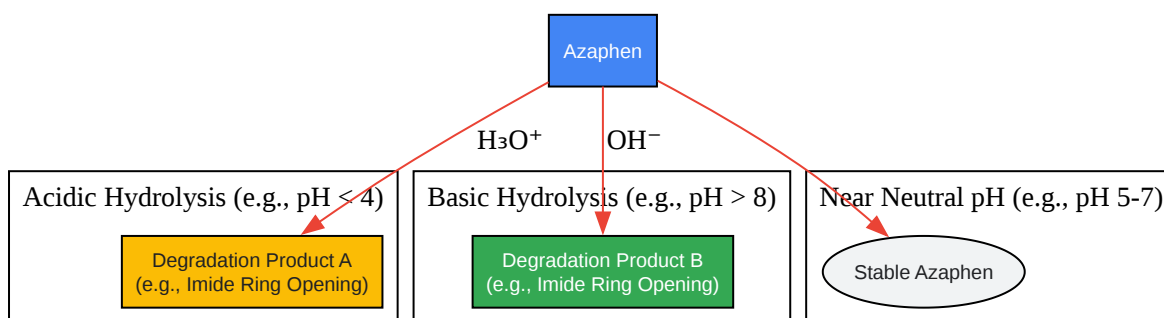 Azaphen
H₃O⁺
OH⁻
Acidic Hydrolysis (e.g., pH < 4)
Basic Hydrolysis (e.g., pH > 8)
Near Neutral pH (e.g., pH 5-7)
Degradation Product A
(e.g., Imide Ring Opening)
Degradation Product B
(e.g., Imide Ring Opening)
Stable Azaphen